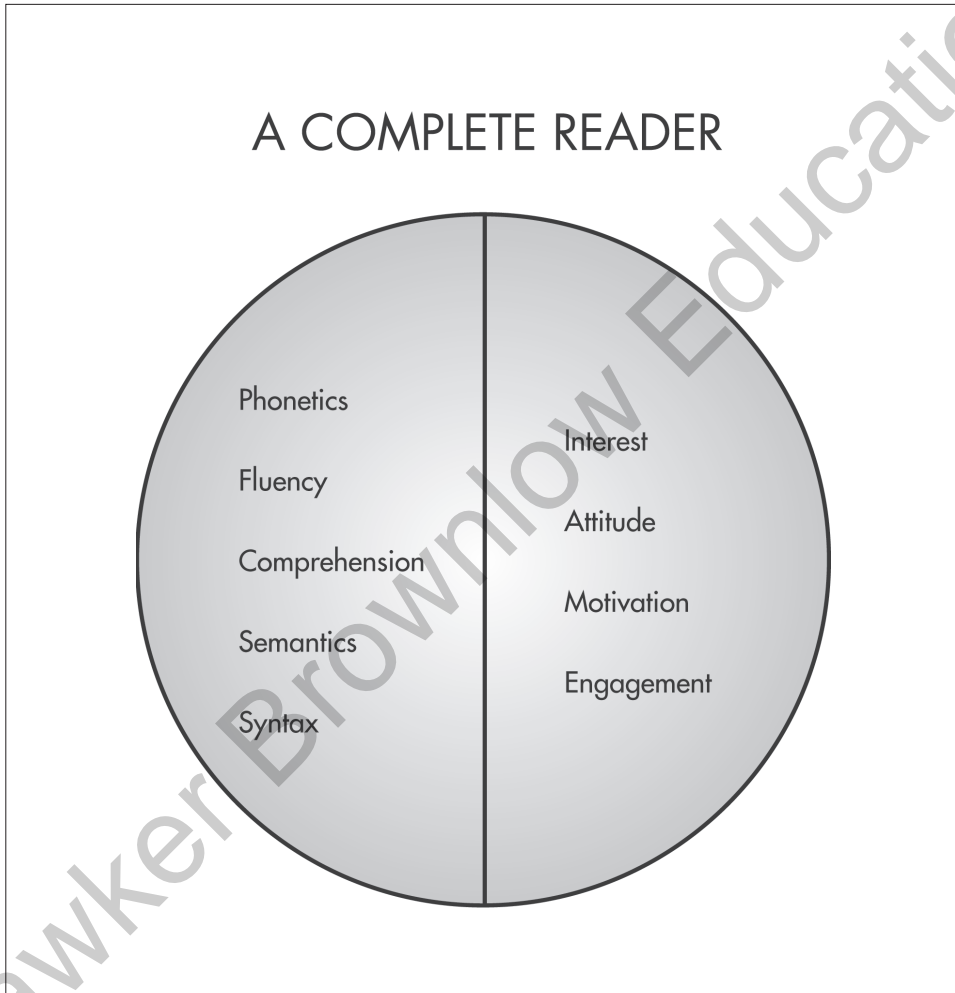 A COMPLETE READER
Phonetics
Fluency
Comprehension
Semantics
Syntax
Interest
Attitude
Motivation
Engagement
Brownlow